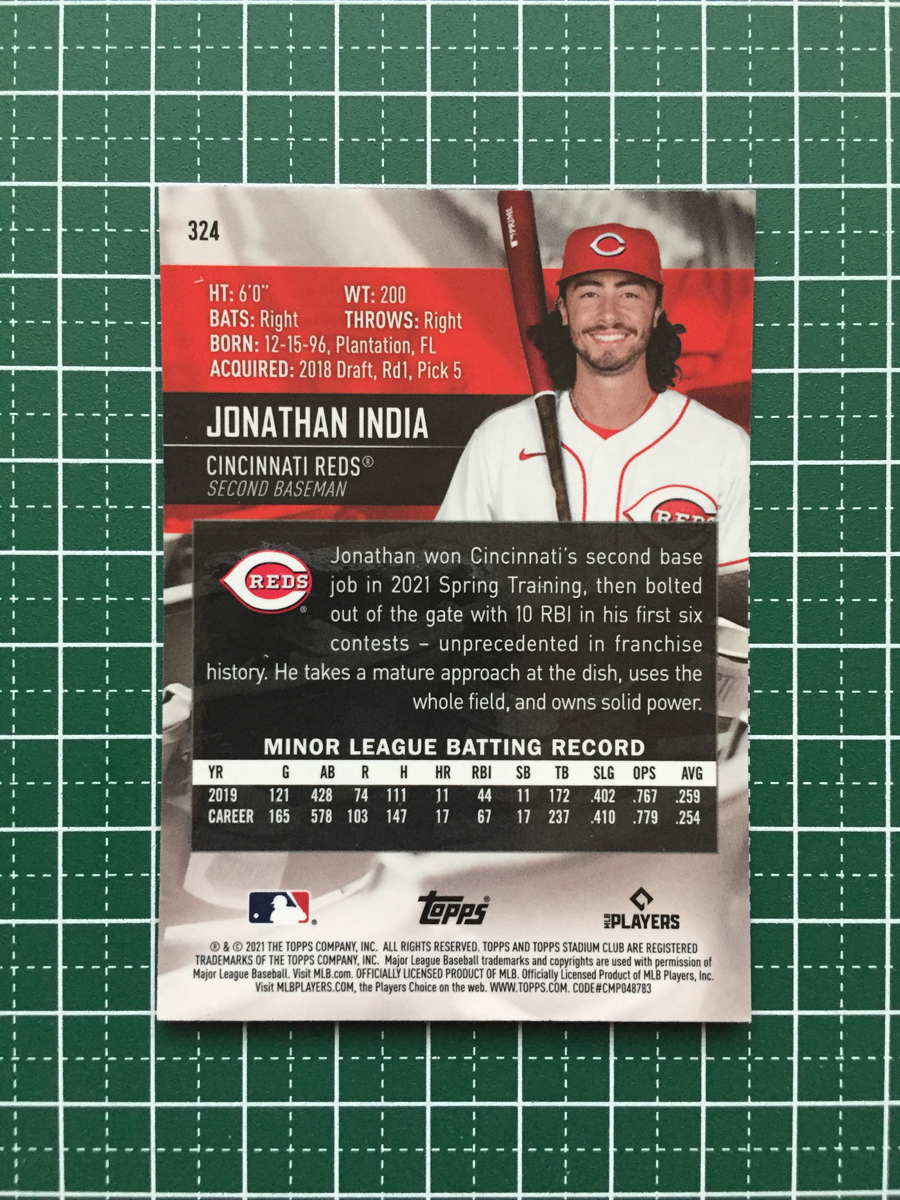 324
PRIME
HT: 6'0" WT: 200
BATS: Right THROWS: Right
BORN: 12-15-96, Plantation, FL
ACQUIRED: 2018 Draft, Rd1, Pick 5
JONATHAN INDIA
CINCINNATI REDS®
SECOND BASEMAN
REDS
REDS®
Jonathan won Cincinnati's second base
job in 2021 Spring Training, then bolted
out of the gate with 10 RBI in his first six
contests – unprecedented in franchise
history. He takes a mature approach at the dish, uses the
whole field, and owns solid power.
MINOR LEAGUE BATTING RECORD
YR G AB R H HR RBI SB TB SLG OPS AVG
2019 121 428 74 111 11 44 11 172 .402 .767 .259
CAREER 165 578 103 147 17 67 17 237 .410 .779 .254
topps® MLB PLAYERS
® & © 2021 THE TOPPS COMPANY, INC. ALL RIGHTS RESERVED. TOPPS AND TOPPS STADIUM CLUB ARE REGISTERED
TRADEMARKS OF THE TOPPS COMPANY, INC. Major League Baseball trademarks and copyrights are used with permission of
Major League Baseball. Visit MLB.com. OFFICIALLY LICENSED PRODUCT OF MLB. Officially Licensed Product of MLB Players, Inc.
Visit MLBPLAYERS.COM, the Players Choice on the web. WWW.TOPPS.COM. CODE#CMP048783